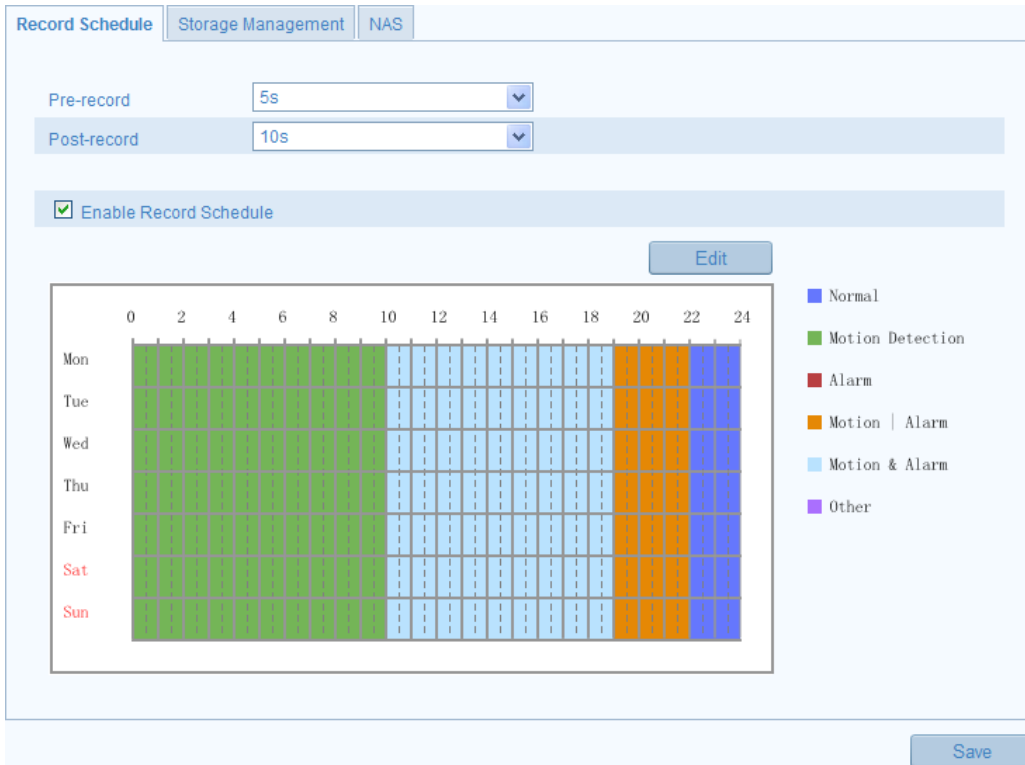 Record Schedule Storage Management NAS
Pre-record 5s
Post-record 10s
Enable Record Schedule
Edit
0 2 4 6 8 10 12 14 16 18 20 22 24
Mon
Tue
Wed
Thu
Fri
Sat
Sun
Normal
Motion Detection
Alarm
Motion | Alarm
Motion & Alarm
Other
Save